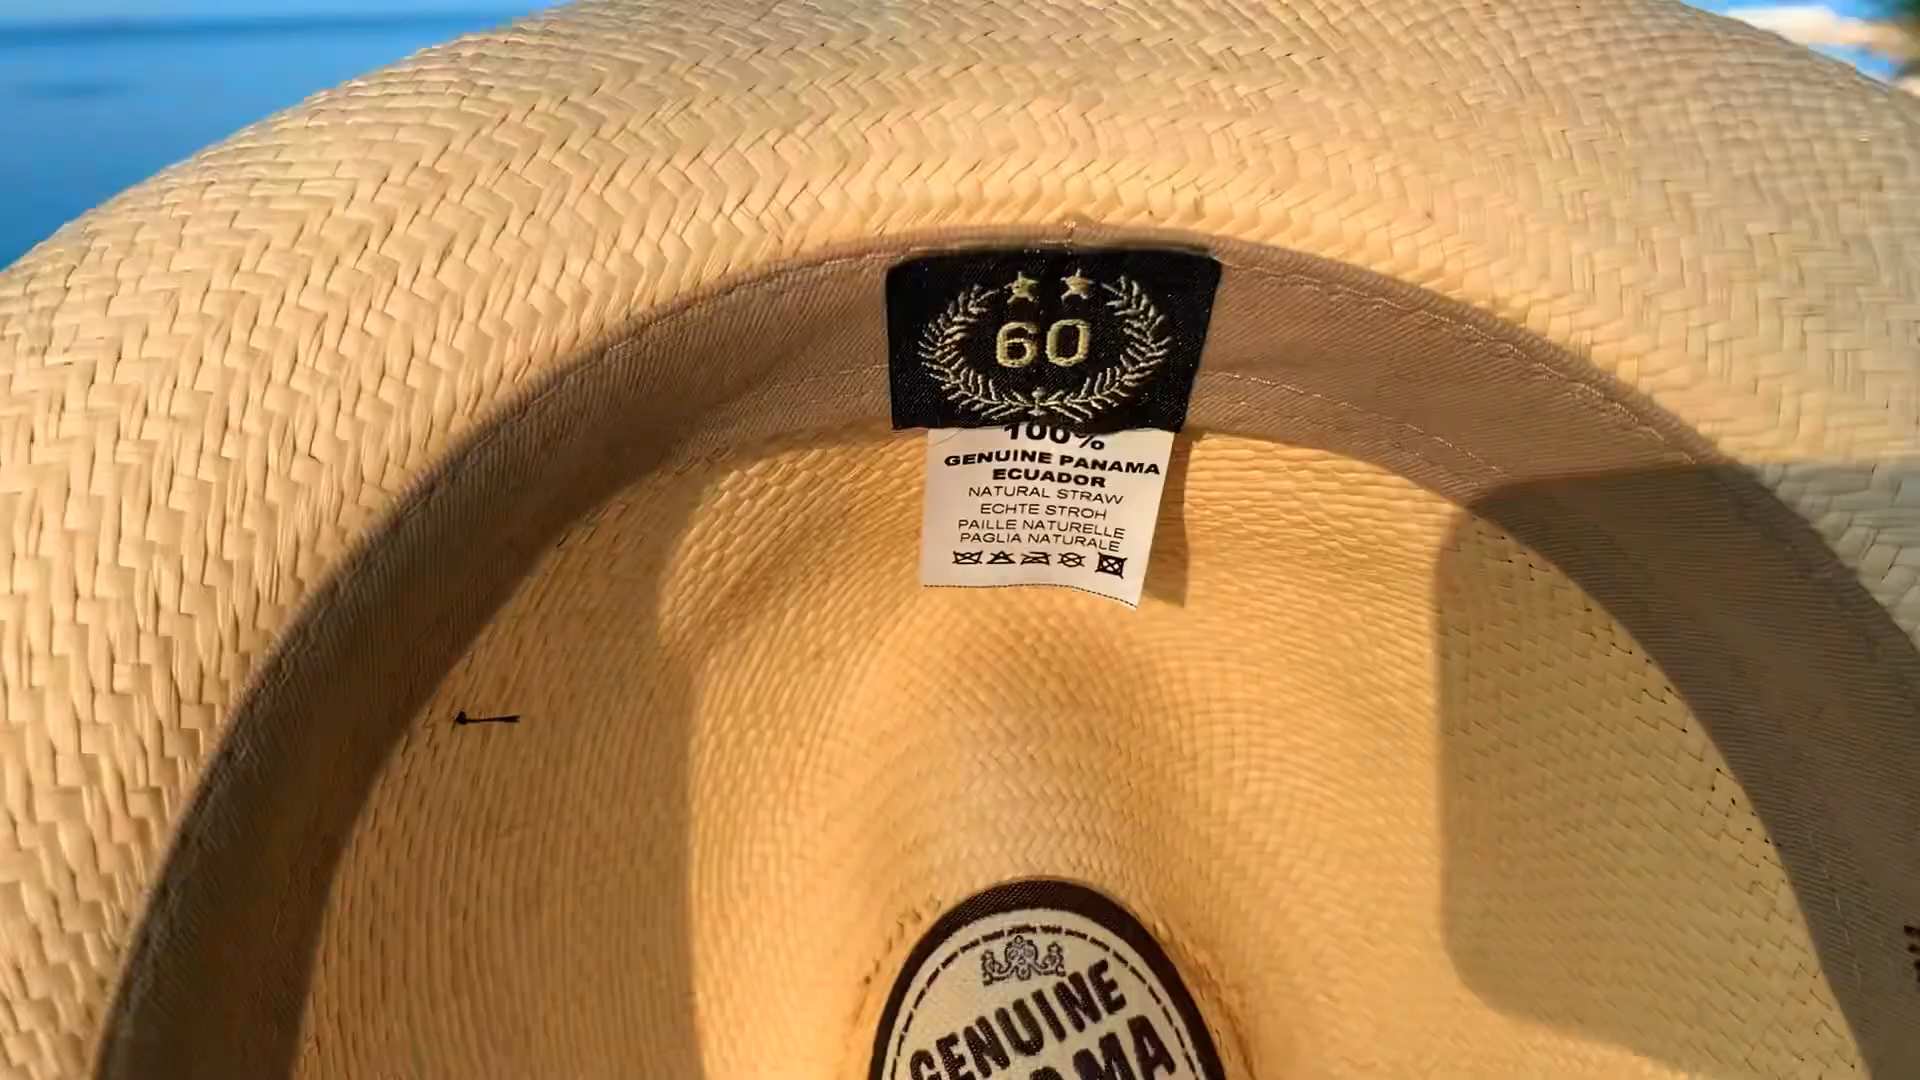 60
100%
GENUINE PANAMA
ECUADOR
NATURAL STRAW
ECHTE STROH
PAILLE NATURELLE
PAGLIA NATURALE
GENUINE